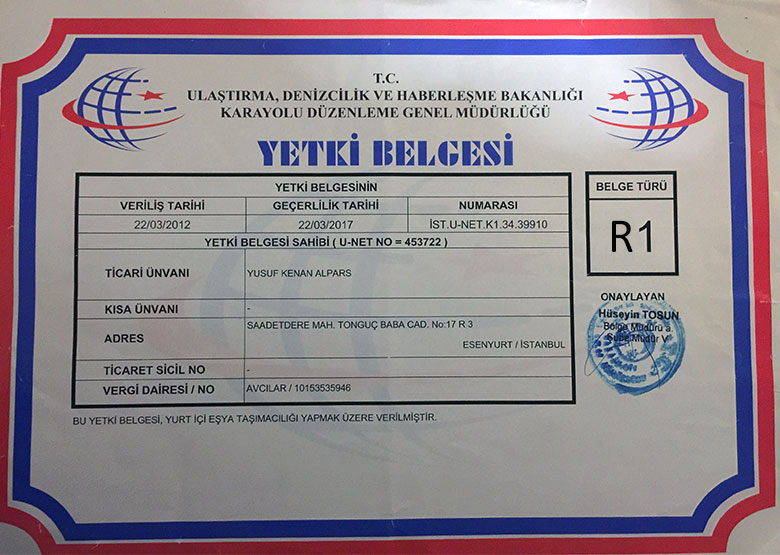 T.C.
ULAŞTIRMA, DENİZCİLİK VE HABERLEŞME BAKANLIĞI
KARAYOLU DÜZENLEME GENEL MÜDÜRLÜĞÜ
YETKİ BELGESİ
YETKİ BELGESİNİN
VERİLİŞ TARİHİ GEÇERLİLİK TARİHİ NUMARASI
22/03/2012 22/03/2017 İST.U-NET.K1.34.39910
YETKİ BELGESİ SAHİBİ ( U-NET NO = 453722 )
TİCARİ ÜNVANI YUSUF KENAN ALPARS
KISA ÜNVANI -
ADRES SAADETDERE MAH. TONGUÇ BABA CAD. No:17 R 3
ESENYURT / İSTANBUL
TİCARET SİCİL NO -
VERGİ DAİRESİ / NO AVCILAR / 10153535946
BU YETKİ BELGESİ, YURT İÇİ EŞYA TAŞIMACILIĞI YAPMAK ÜZERE VERİLMİŞTİR.
BELGE TÜRÜ
R1
ONAYLAYAN
Hüseyin TOSUN
Bölge Müdürü a.
Şube Müdür V.